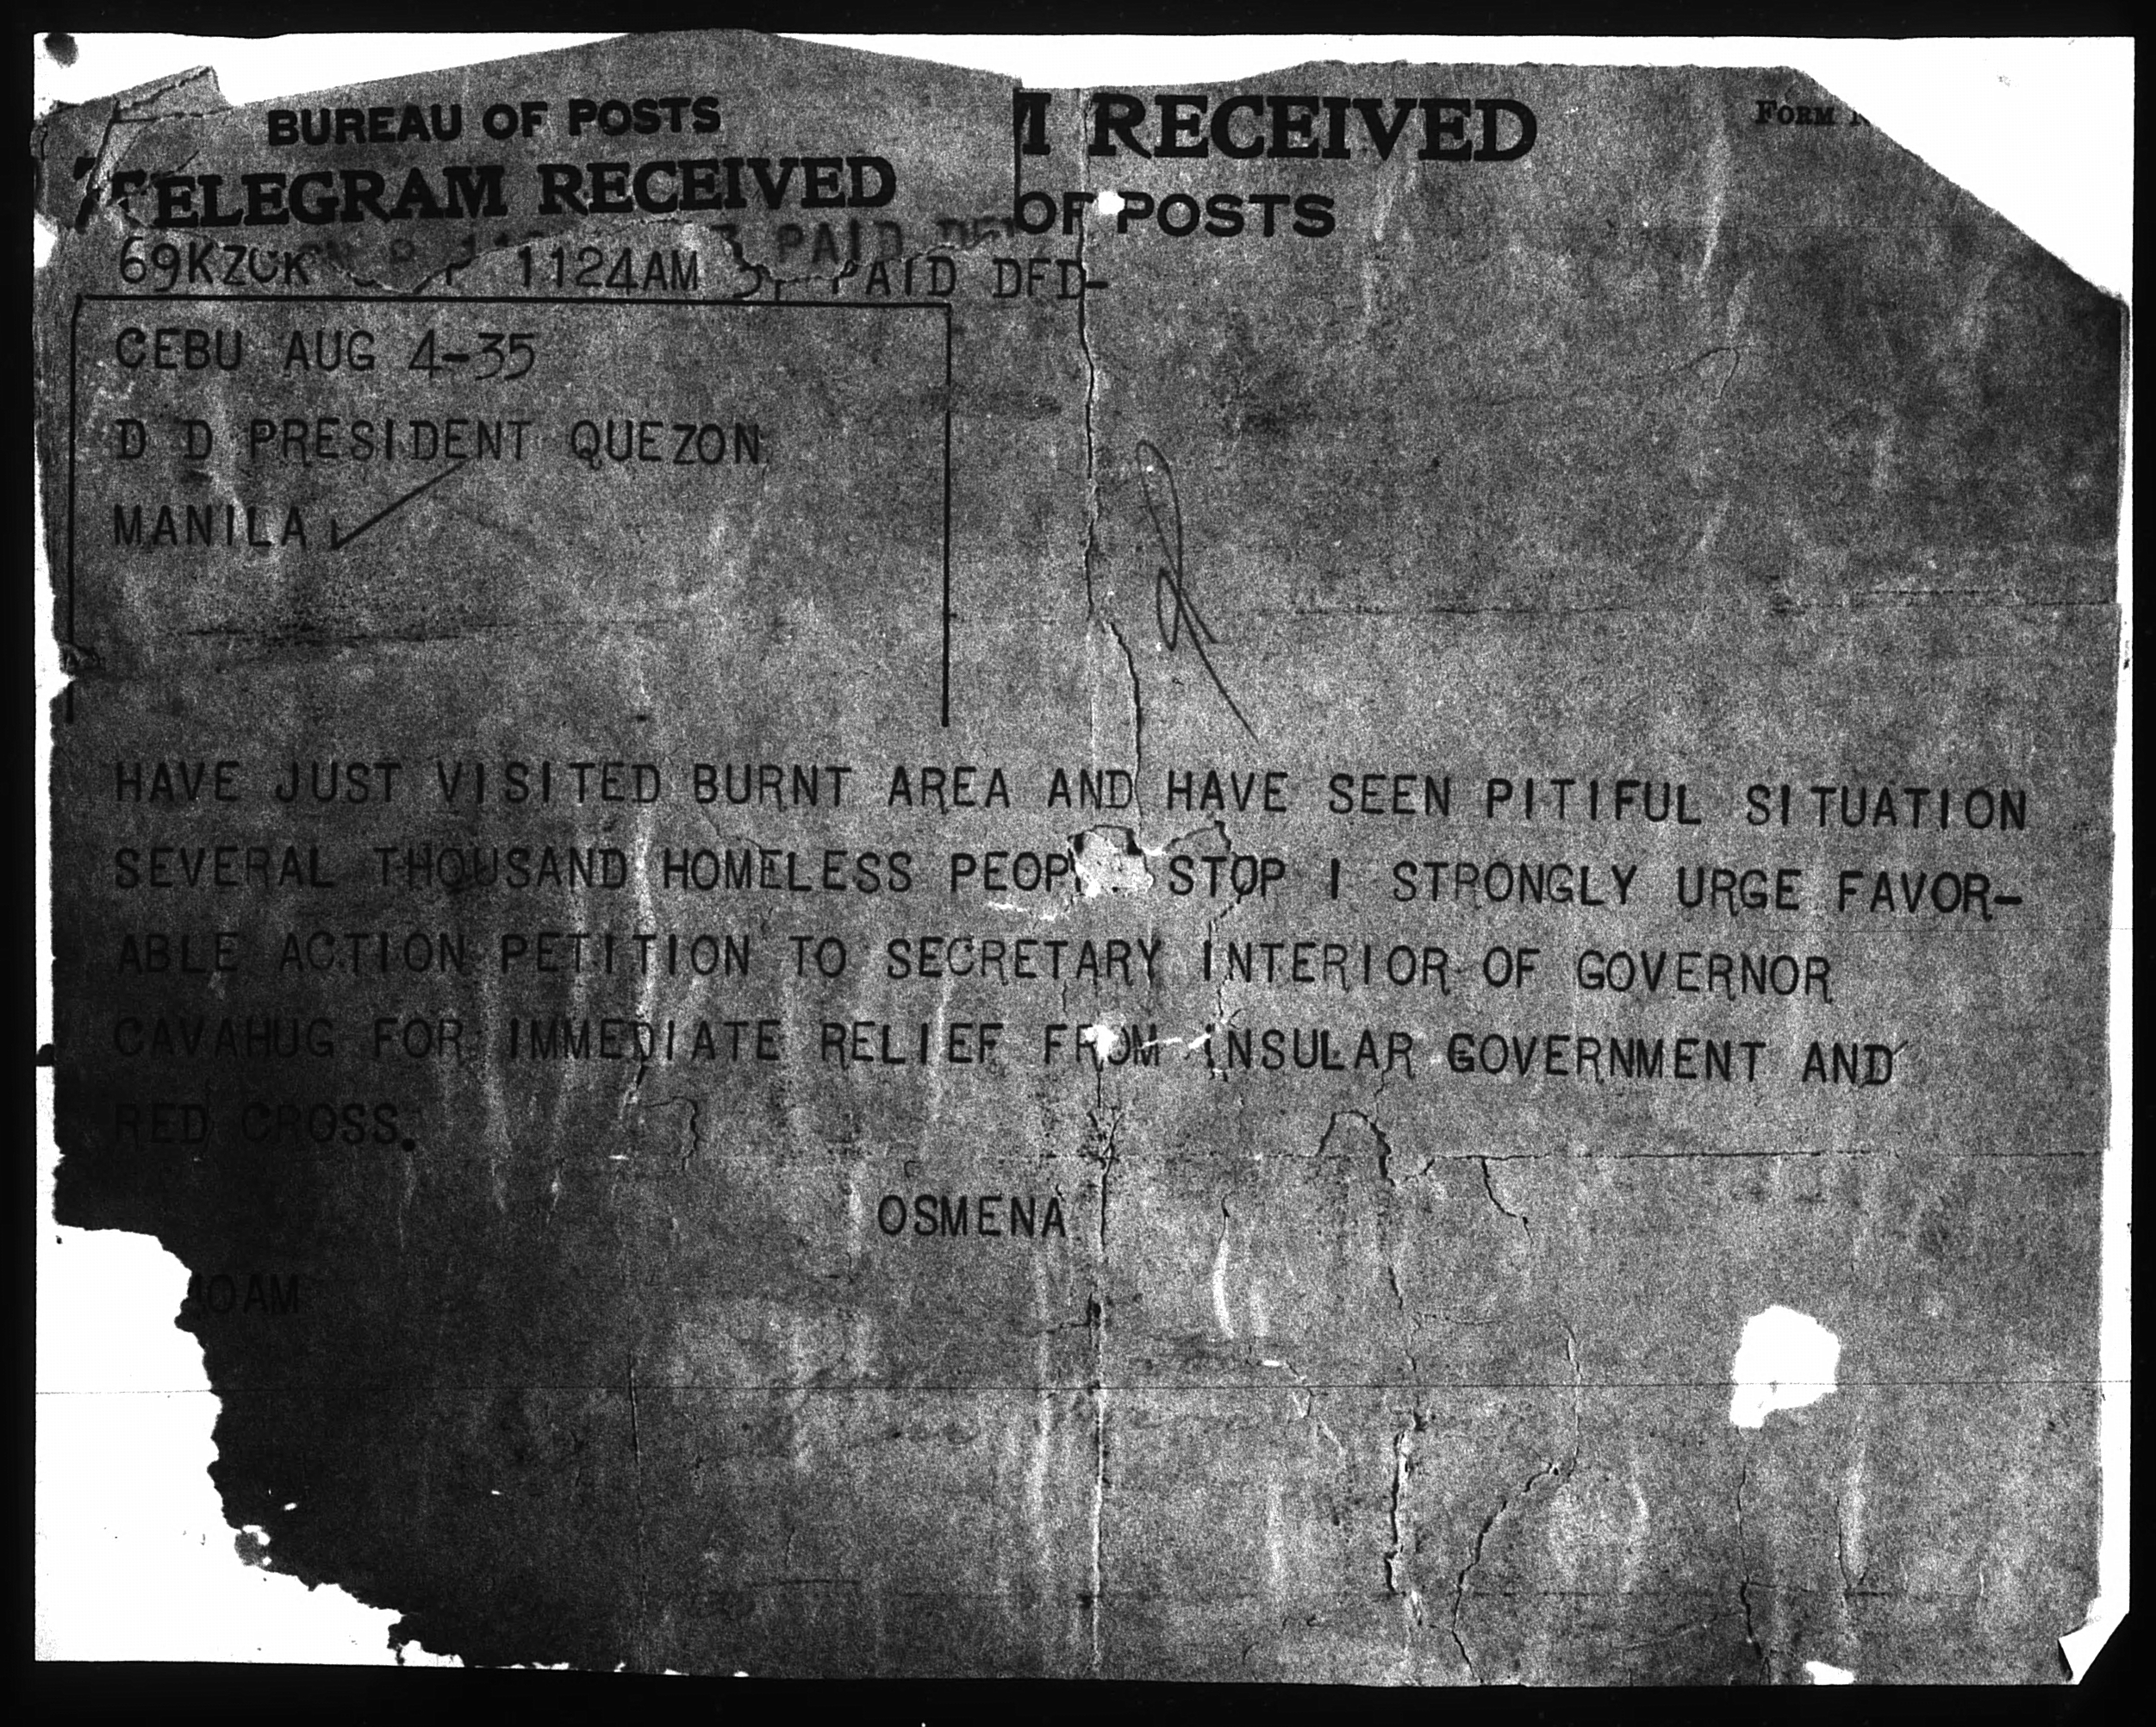 BUREAU OF POSTS
TELEGRAM RECEIVED
RECEIVED
OF POSTS
FORM
1124AM PAID DFD-
CEBU AUG 4-35
D D PRESIDENT QUEZON
MANILA
HAVE JUST VISITED BURNT AREA AND HAVE SEEN PITIFUL SITUATION
SEVERAL THOUSAND HOMELESS PEOP STOP I STRONGLY URGE FAVOR-
ABLE ACTION PETITION TO SECRETARY INTERIOR OF GOVERNOR
CAVAHUG FOR IMMEDIATE RELIEF FROM INSULAR GOVERNMENT AND
RED CROSS.
OSMENA